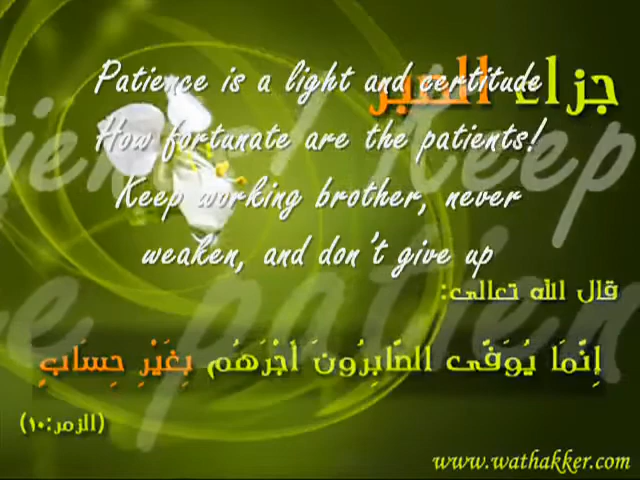 جزاء الصبر
Patience is a light and certitude
How fortunate are the patients!
Keep working brother, never
weaken, and don't give up
قال الله تعالى:
إِنَّمَا يُوَفَّى الصَّابِرُونَ أَجْرَهُم بِغَيْرِ حِسَابٍ
(الزمر:١٠)
www.wathakker.com